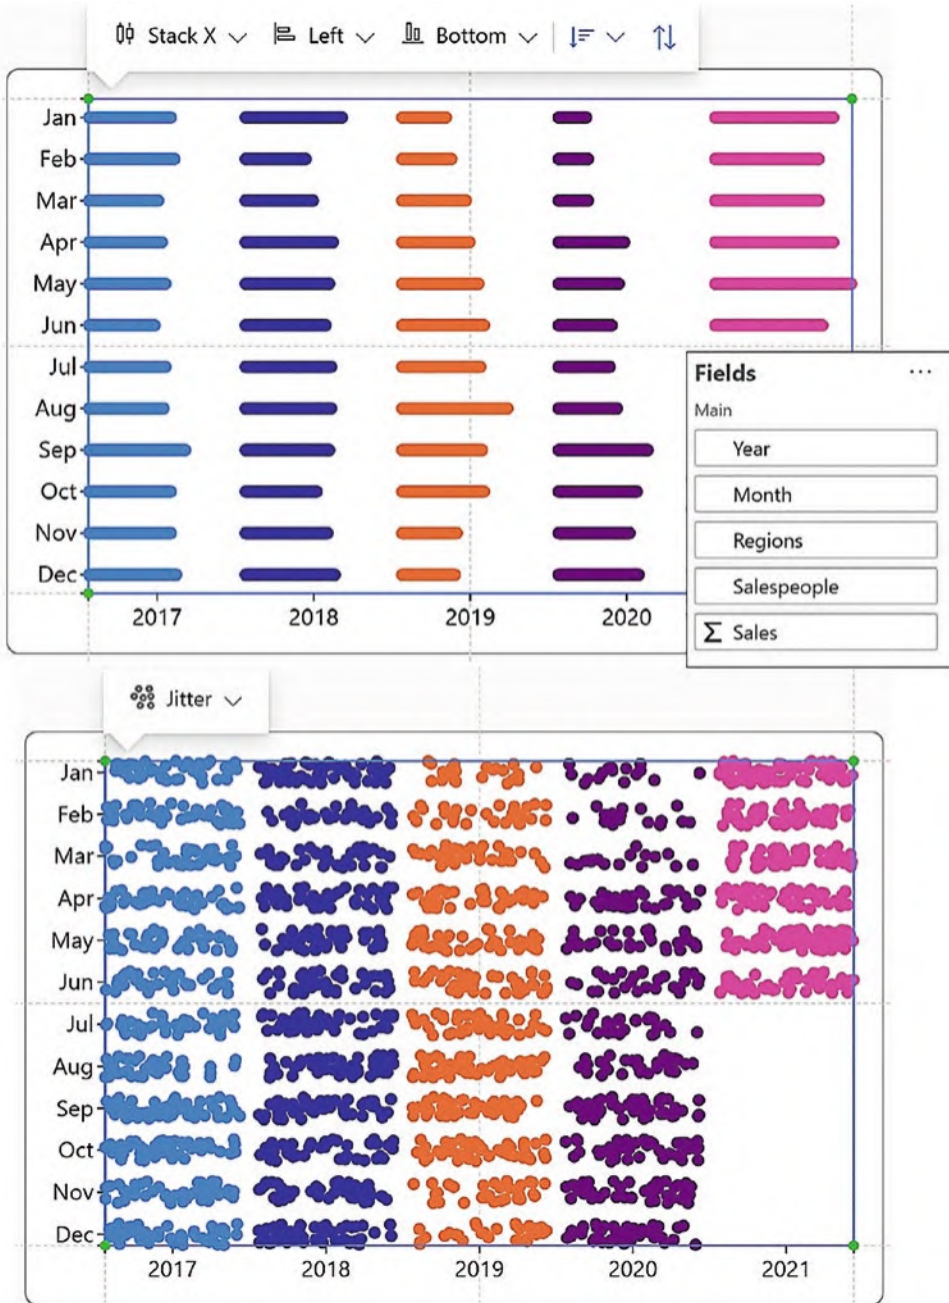 Stack X Left Bottom
Jan
Feb
Mar
Apr
May
Jun
Jul
Aug
Sep
Oct
Nov
Dec
2017 2018 2019 2020
Fields ...
Main
Year
Month
Regions
Salespeople
Σ Sales
Jitter
Jan
Feb
Mar
Apr
May
Jun
Jul
Aug
Sep
Oct
Nov
Dec
2017 2018 2019 2020 2021